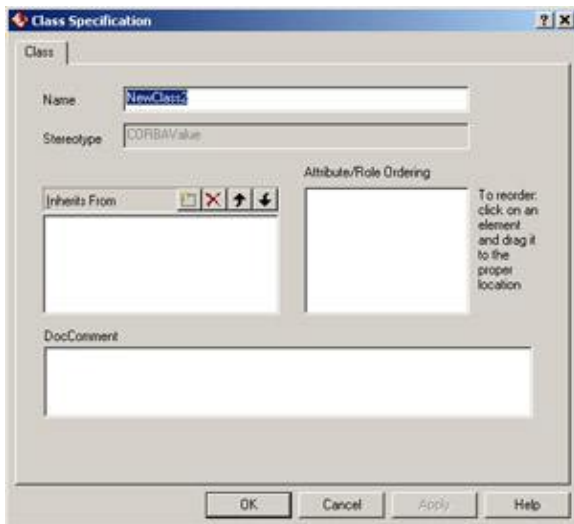 Class Specification
Class
Name
NewClass2
Stereotype
CORBAValue
Inherits From
Attribute/Role Ordering
To reorder:
click on an
element
and drag it
to the
proper
location
DocComment
OK
Cancel
Apply
Help